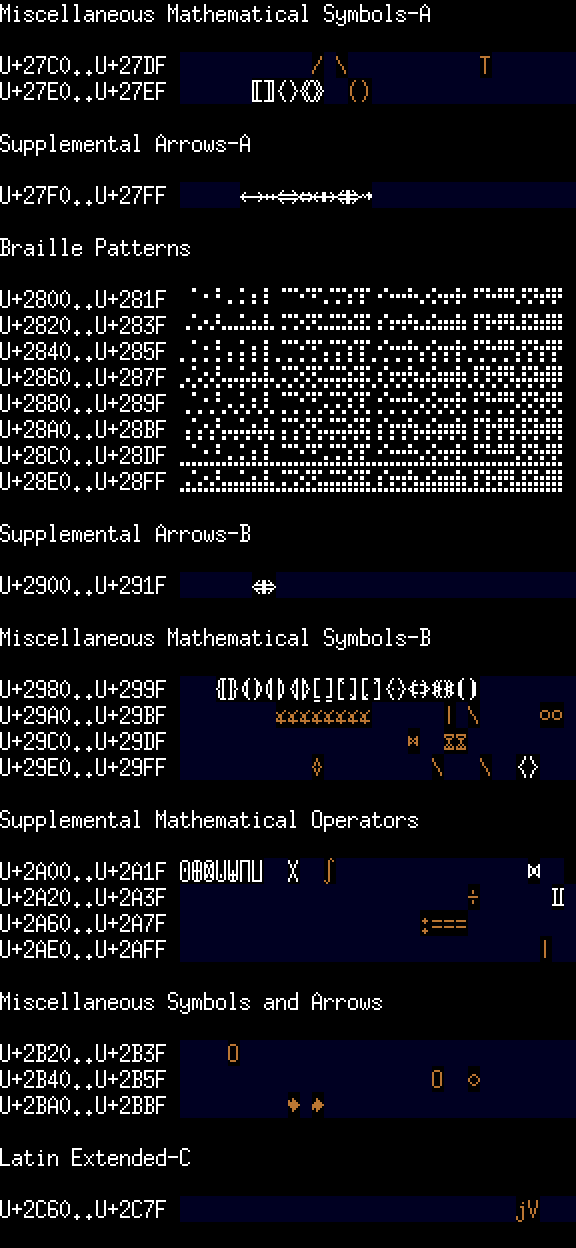 Miscellaneous Mathematical Symbols-A
U+27C0..U+27DF / \ T
U+27E0..U+27EF ⟦⟧⟨⟩⟪⟫ ()
Supplemental Arrows-A
U+27F0..U+27FF ⟵⟶⟷⟸⟹⟺⟻⟼⟽⟾⟿
Braille Patterns
U+2800..U+281F ⠀⠁⠂⠃⠄⠅⠆⠇⠈⠉⠊⠋⠌⠍⠎⠏⠐⠑⠒⠓⠔⠕⠖⠗⠘⠙⠚⠛⠜⠝⠞⠟
U+2820..U+283F ⠠⠡⠢⠣⠤⠥⠦⠧⠨⠩⠪⠫⠬⠭⠮⠯⠰⠱⠲⠳⠴⠵⠶⠷⠸⠹⠺⠻⠼⠽⠾⠿
U+2840..U+285F ⡀⡁⡂⡃⡄⡅⡆⡇⡈⡉⡊⡋⡌⡍⡎⡏⡐⡑⡒⡓⡔⡕⡖⡗⡘⡙⡚⡛⡜⡝⡞⡟
U+2860..U+287F ⡠⡡⡢⡣⡤⡥⡦⡧⡨⡩⡪⡫⡬⡭⡮⡯⡰⡱⡲⡳⡴⡵⡶⡷⡸⡹⡺⡻⡼⡽⡾⡿
U+2880..U+289F ⢀⢁⢂⢃⢄⢅⢆⢇⢈⢉⢊⢋⢌⢍⢎⢏⢐⢑⢒⢓⢔⢕⢖⢗⢘⢙⢚⢛⢜⢝⢞⢟
U+28A0..U+28BF ⢠⢡⢢⢣⢤⢥⢦⢧⢨⢩⢪⢫⢬⢭⢮⢯⢰⢱⢲⢳⢴⢵⢶⢷⢸⢹⢺⢻⢼⢽⢾⢿
U+28C0..U+28DF ⣀⣁⣂⣃⣄⣅⣆⣇⣈⣉⣊⣋⣌⣍⣎⣏⣐⣑⣒⣓⣔⣕⣖⣗⣘⣙⣚⣛⣜⣝⣞⣟
U+28E0..U+28FF ⣠⣡⣢⣣⣤⣥⣦⣧⣨⣩⣪⣫⣬⣭⣮⣯⣰⣱⣲⣳⣴⣵⣶⣷⣸⣹⣺⣻⣼⣽⣾⣿
Supplemental Arrows-B
U+2900..U+291F ⤆⤇
Miscellaneous Mathematical Symbols-B
U+2980..U+299F ⦃⦄⦅⦆⦇⦈⦉⦊⦋⦌⦍⦎⦏⦐⦑⦒⦓⦔⦕⦖⦗⦘
U+29A0..U+29BF | \ oo
U+29C0..U+29DF ⧓ ⧖⧗
U+29E0..U+29FF ◊ \ \ ⧼⧽
Supplemental Mathematical Operators
U+2A00..U+2A1F ⨀⨁⨂⨃⨄⨅⨆ ⨉ ∫ ⨝
U+2A20..U+2A3F ÷ ⨿
U+2A60..U+2A7F :===
U+2AE0..U+2AFF |
Miscellaneous Symbols and Arrows
U+2B20..U+2B3F O
U+2B40..U+2B5F O ◇
U+2BA0..U+2BBF
Latin Extended-C
U+2C60..U+2C7F jV